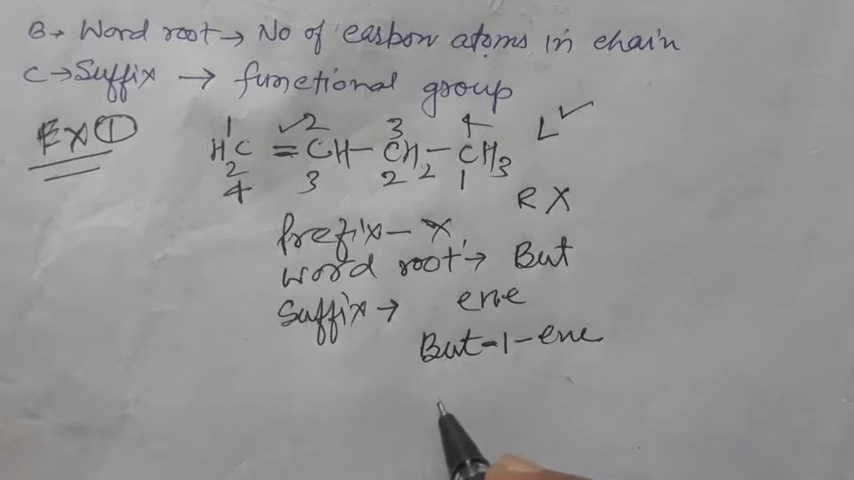 B → Word root → No of carbon atoms in chain
C → Suffix → functional group
Ex ①
1 ✓2 3 4 L ✓
H₂C = CH – CH₂ – CH₃
4 3 2 1 R X
Prefix – X
Word root → But
Suffix → ene
But-1-ene